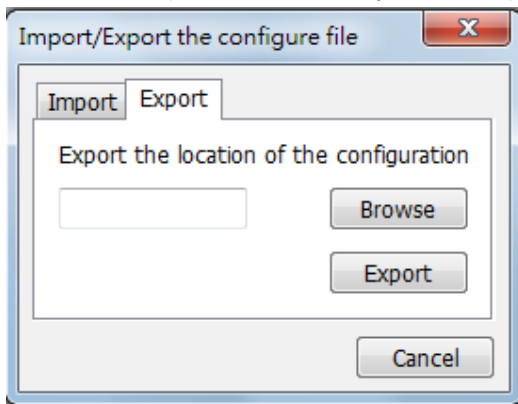 Import/Export the configure file
Import Export
Export the location of the configuration
Browse
Export
Cancel